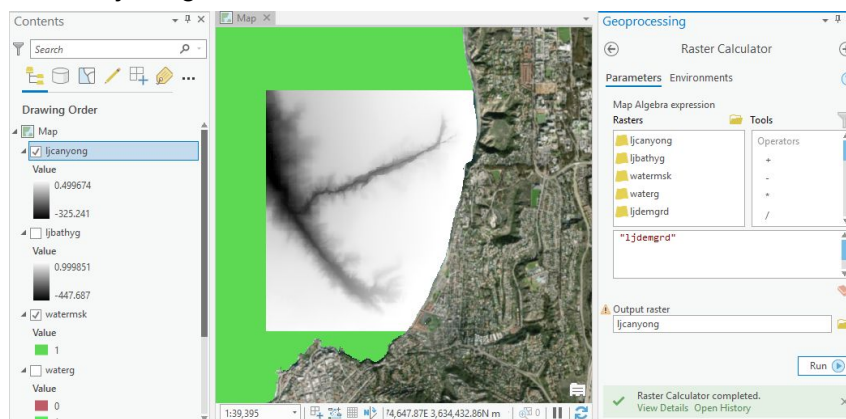 Contents
Search
Drawing Order
Map
ljcanyong
Value
0.499674
-325.241
ljbathyg
Value
0.999851
-447.687
watermsk
Value
1
waterg
Value
0
Map
1:39,395
74,647.87E 3,634,432.86N m
0
Geoprocessing
Raster Calculator
Parameters Environments
Map Algebra expression
Rasters
Tools
ljcanyong
ljbathyg
watermsk
waterg
ljdemgrd
Operators
+
-
*
/
"ljdemgrd"
Output raster
ljcanyong
Run
Raster Calculator completed.
View Details Open History